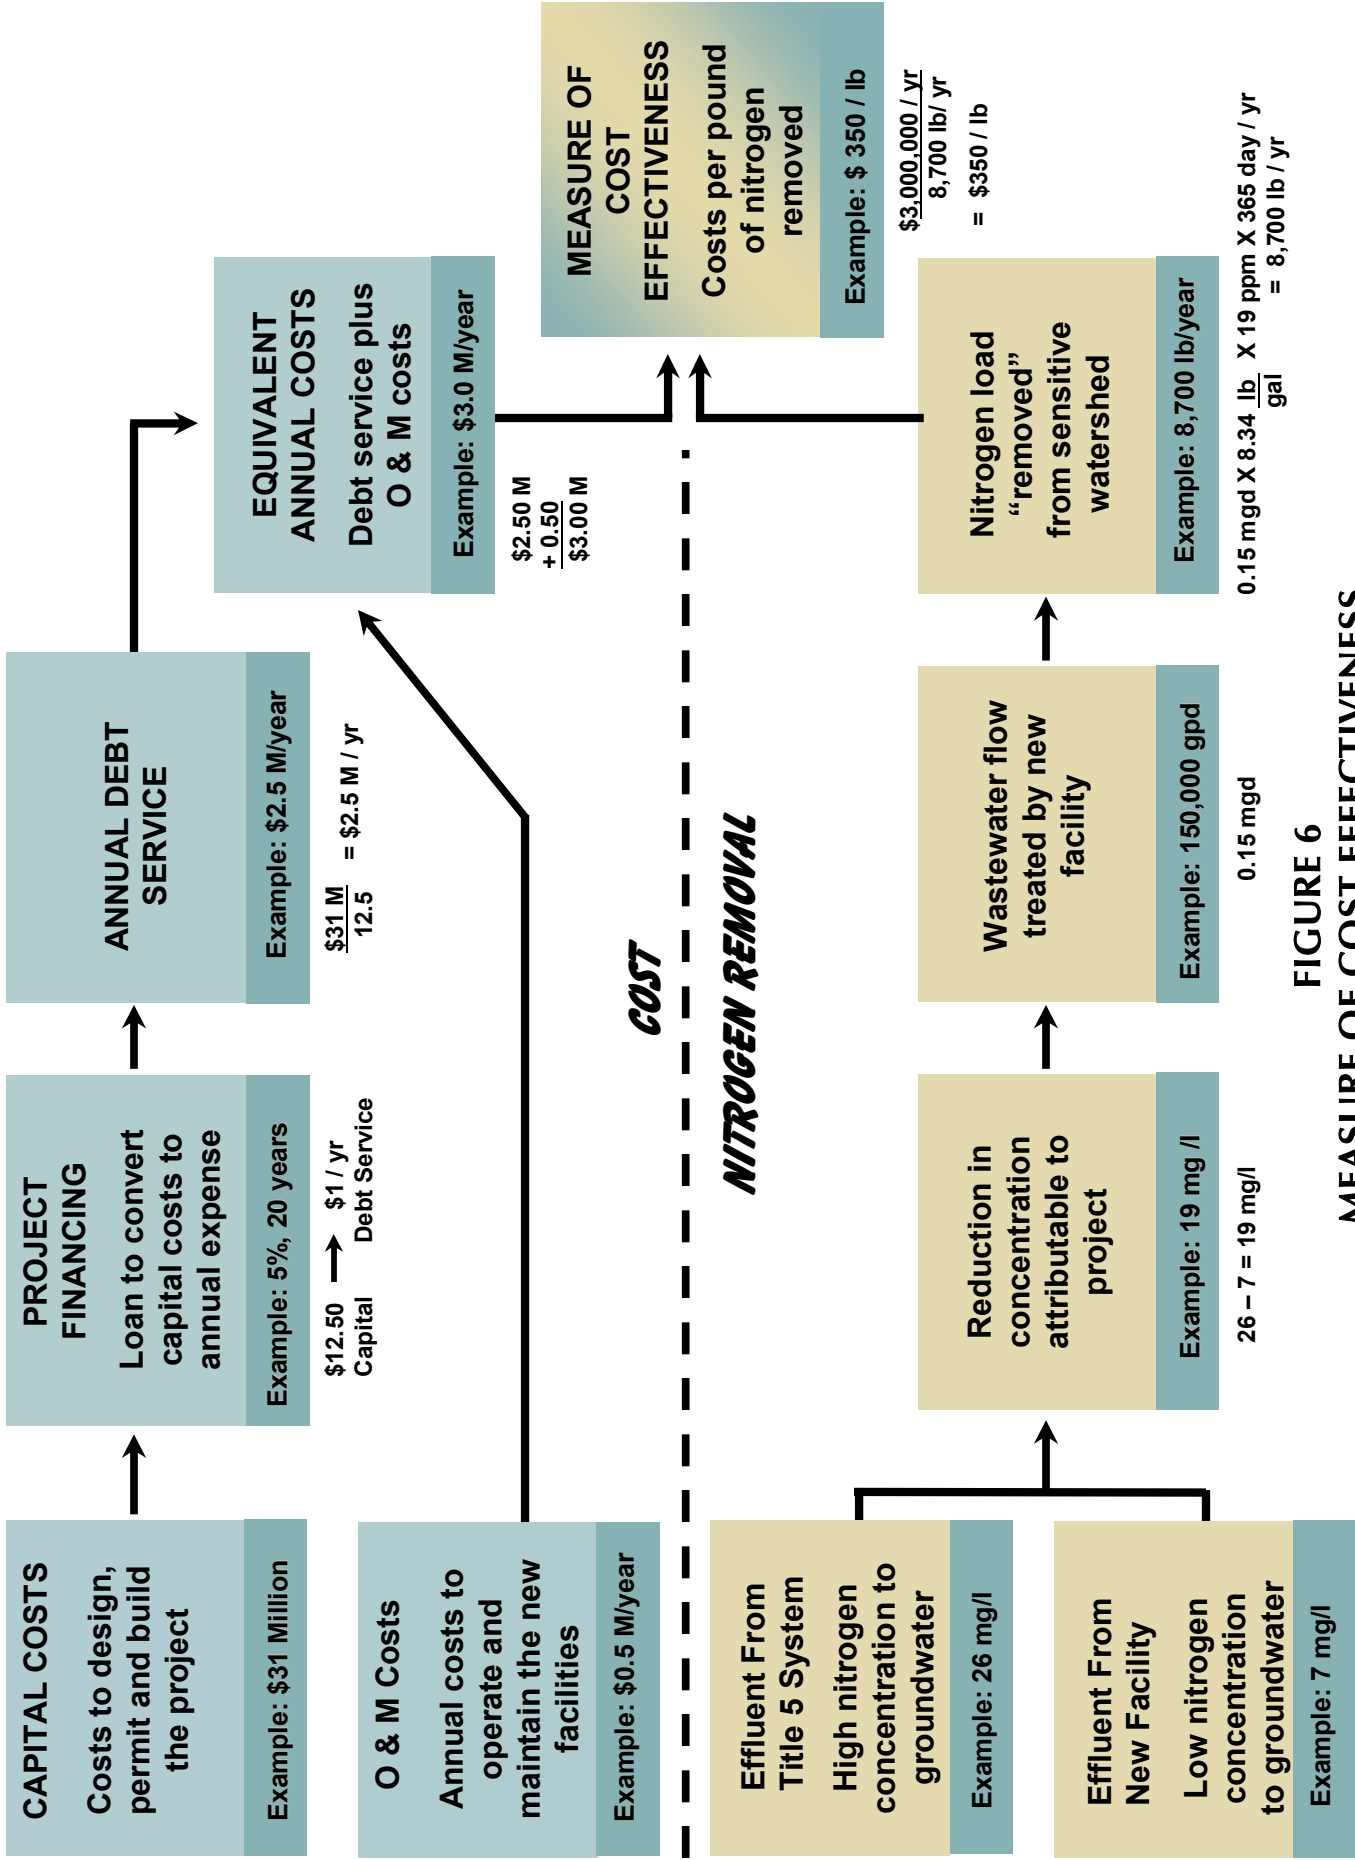 CAPITAL COSTS
Costs to design,
permit and build
the project
Example: $31 Million
PROJECT
FINANCING
Loan to convert
capital costs to
annual expense
Example: 5%, 20 years
$12.50 $1 / yr
Capital Debt Service
ANNUAL DEBT
SERVICE
Example: $2.5 M/year
$31 M = $2.5 M / yr
12.5
O & M Costs
Annual costs to
operate and
maintain the new
facilities
Example: $0.5 M/year
EQUIVALENT
ANNUAL COSTS
Debt service plus
O & M costs
Example: $3.0 M/year
$2.50 M
+ 0.50
$3.00 M
COST
NITROGEN REMOVAL
MEASURE OF
COST
EFFECTIVENESS
Costs per pound
of nitrogen
removed
Example: $ 350 / lb
$3,000,000 / yr
8,700 lb/ yr
= $350 / lb
Effluent From
Title 5 System
High nitrogen
concentration to
groundwater
Example: 26 mg/l
Effluent From
New Facility
Low nitrogen
concentration
to groundwater
Example: 7 mg/l
Reduction in
concentration
attributable to
project
Example: 19 mg /l
26 – 7 = 19 mg/l
Wastewater flow
treated by new
facility
Example: 150,000 gpd
0.15 mgd
Nitrogen load
“removed”
from sensitive
watershed
Example: 8,700 lb/year
0.15 mgd X 8.34 lb X 19 ppm X 365 day / yr
gal = 8,700 lb / yr
FIGURE 6
MEASURE OF COST EFFECTIVENESS